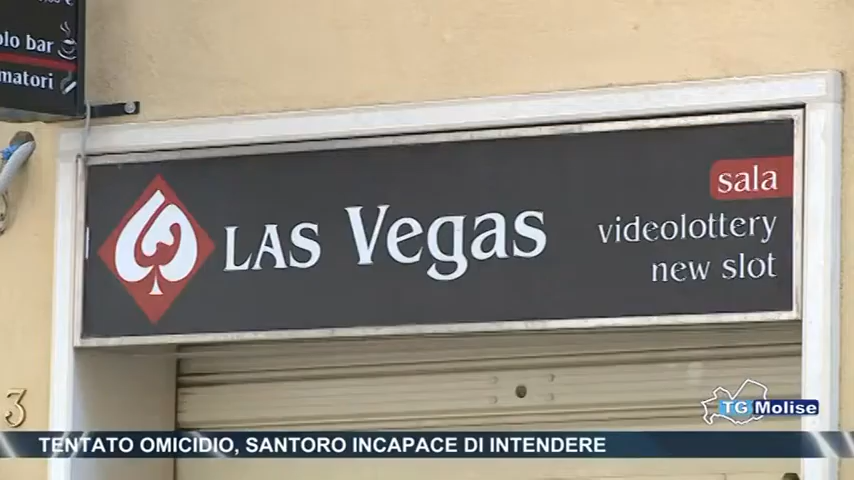 olo bar
matori
LAS Vegas
sala
videolottery
new slot
3
TG Molise
TENTATO OMICIDIO, SANTORO INCAPACE DI INTENDERE